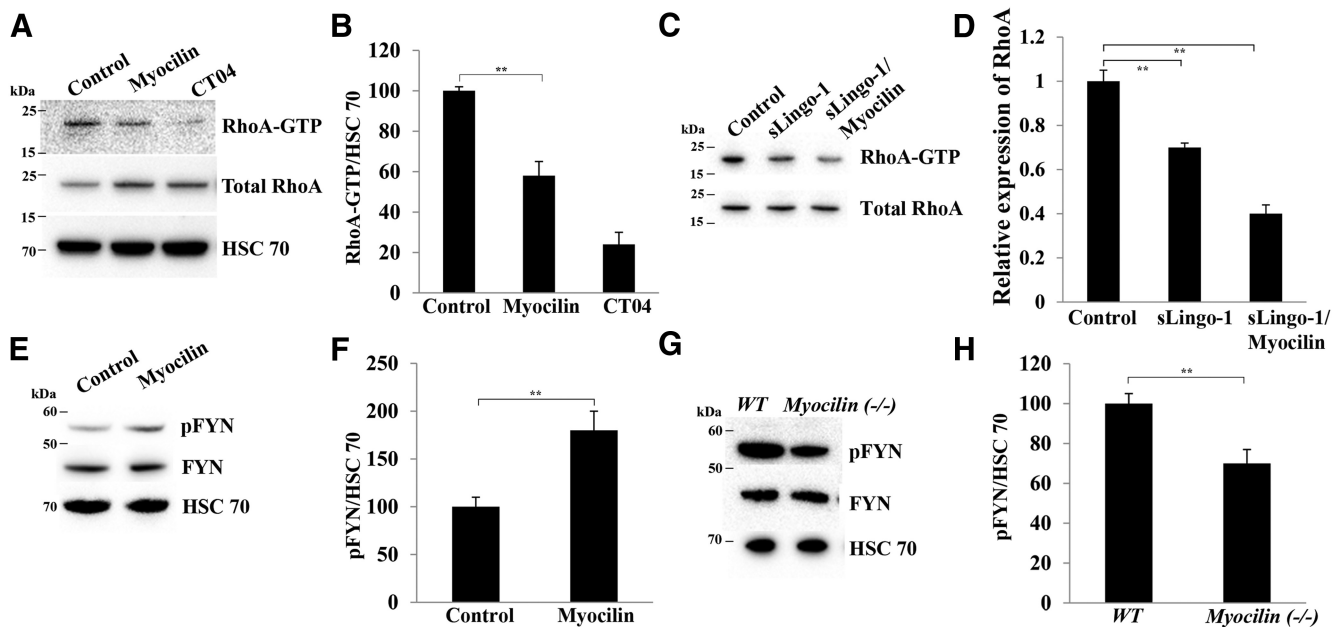 A
Control
Myocilin
CT04
kDa
25
15
25
15
70
RhoA-GTP
Total RhoA
HSC 70
B
RhoA-GTP/HSC 70
120
100
80
60
40
20
0
**
Control Myocilin CT04
C
Control
sLingo-1
sLingo-1/
Myocilin
kDa
25
15
25
15
RhoA-GTP
Total RhoA
D
Relative expression of RhoA
1.2
1
0.8
0.6
0.4
0.2
0
**
**
Control sLingo-1 sLingo-1/
Myocilin
E
Control
Myocilin
kDa
60
50
70
pFYN
FYN
HSC 70
F
pFYN/HSC 70
250
200
150
100
50
0
**
Control Myocilin
G
WT Myocilin (-/-)
kDa
60
50
70
pFYN
FYN
HSC 70
H
pFYN/HSC 70
120
100
80
60
40
20
0
**
WT Myocilin (-/-)